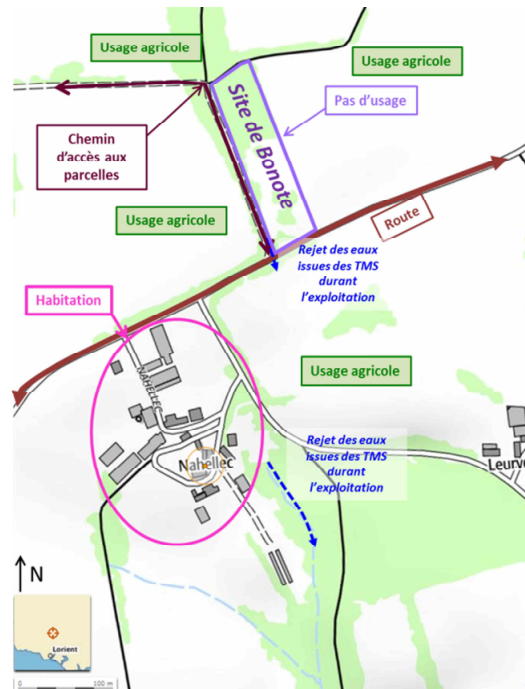 Usage agricole
Usage agricole
Pas d'usage
Site de Bonote
Chemin
d'accès aux
parcelles
Usage agricole
Route
Rejet des eaux
issues des TMS
durant
l'exploitation
Habitation
NAHELLEC
Usage agricole
Nahellec
Rejet des eaux
issues des TMS
durant
l'exploitation
Leurv
N
Lorient
0
100 m